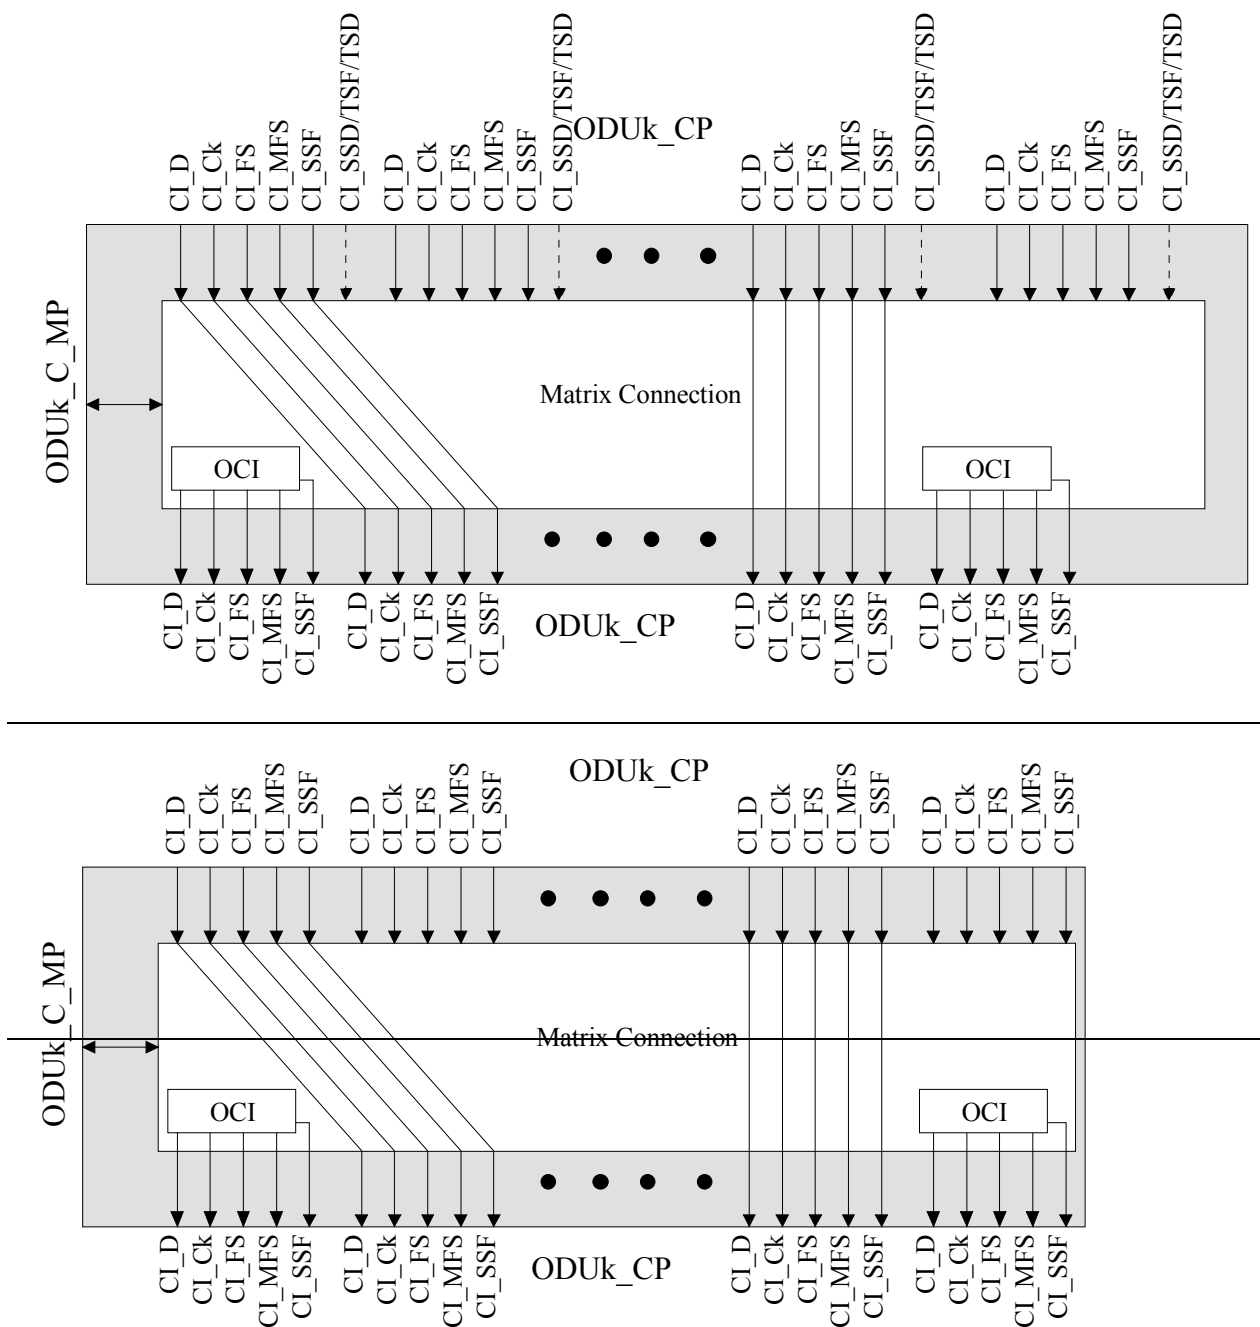 ODUk_CP
CI_D CI_Ck CI_FS CI_MFS CI_SSF CI_SSD/TSF/TSD CI_D CI_Ck CI_FS CI_MFS CI_SSF CI_SSD/TSF/TSD CI_D CI_Ck CI_FS CI_MFS CI_SSF CI_SSD/TSF/TSD CI_D CI_Ck CI_FS CI_MFS CI_SSF CI_SSD/TSF/TSD
ODUk_C_MP
Matrix Connection
OCI OCI
CI_D CI_Ck CI_FS CI_MFS CI_SSF CI_D CI_Ck CI_FS CI_MFS CI_SSF CI_D CI_Ck CI_FS CI_MFS CI_SSF CI_D CI_Ck CI_FS CI_MFS CI_SSF
ODUk_CP
ODUk_CP
CI_D CI_Ck CI_FS CI_MFS CI_SSF CI_D CI_Ck CI_FS CI_MFS CI_SSF CI_D CI_Ck CI_FS CI_MFS CI_SSF CI_D CI_Ck CI_FS CI_MFS CI_SSF
ODUk_C_MP
Matrix Connection
OCI OCI
CI_D CI_Ck CI_FS CI_MFS CI_SSF CI_D CI_Ck CI_FS CI_MFS CI_SSF CI_D CI_Ck CI_FS CI_MFS CI_SSF CI_D CI_Ck CI_FS CI_MFS CI_SSF
ODUk_CP